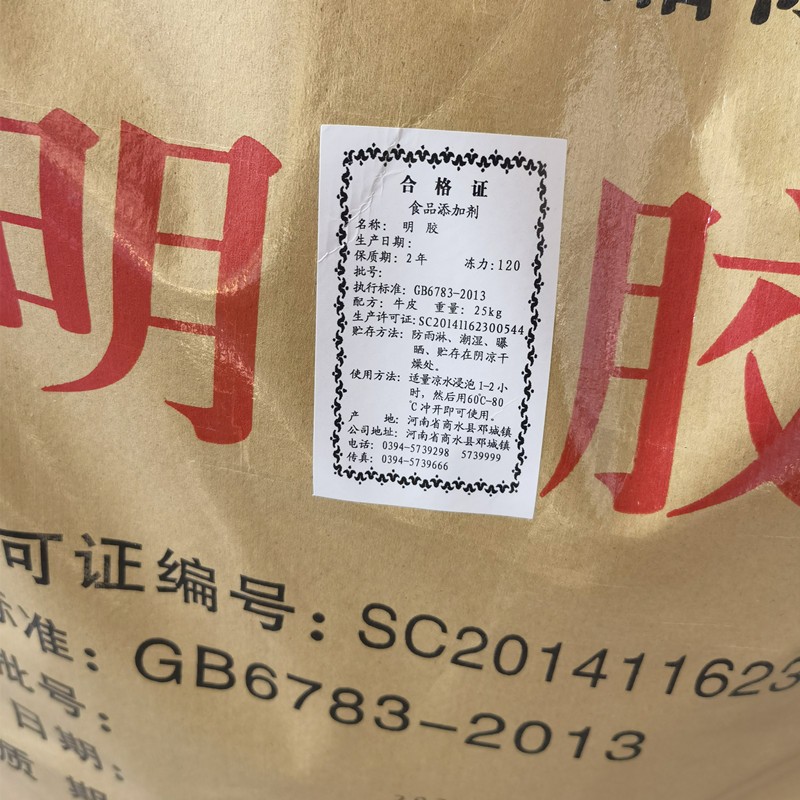 明 明胶
合格证
食品添加剂
名称: 明 胶
生产日期:
保质期: 2年 冻力:120
批号:
执行标准: GB6783-2013
配方: 牛皮 重量: 25kg
生产许可证:SC20141162300544
贮存方法: 防雨淋、潮湿、曝
晒、贮存在阴凉干
燥处。
使用方法: 适量凉水浸泡1-2小
时, 然后用60℃-80
℃冲开即可使用。
产 地: 河南省商水县邓城镇
公司地址: 河南省商水县邓城镇
电话: 0394-5739298 5739999
传真: 0394-5739666
可证编号: SC201411623
标准: GB6783-2013
批号:
日期:
质期